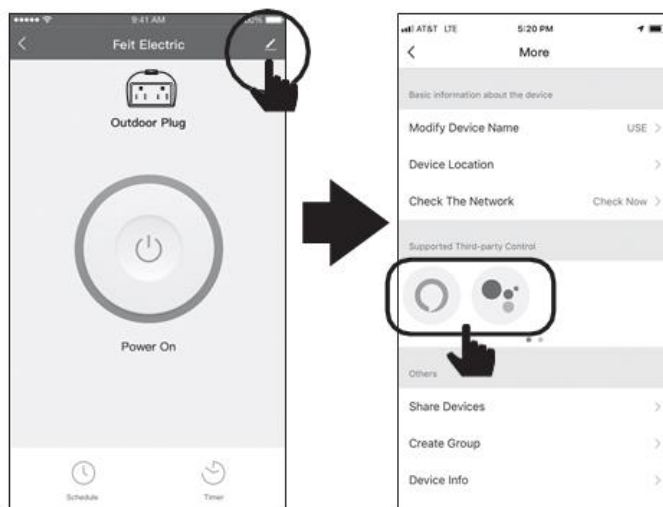 9:41 AM
Feit Electric
Outdoor Plug
Power On
Schedule
Timer
AT&T LTE
5:20 PM
More
Basic information about the device
Modify Device Name
USE
Device Location
Check The Network
Check Now
Supported Third-party Control
Others
Share Devices
Create Group
Device Info